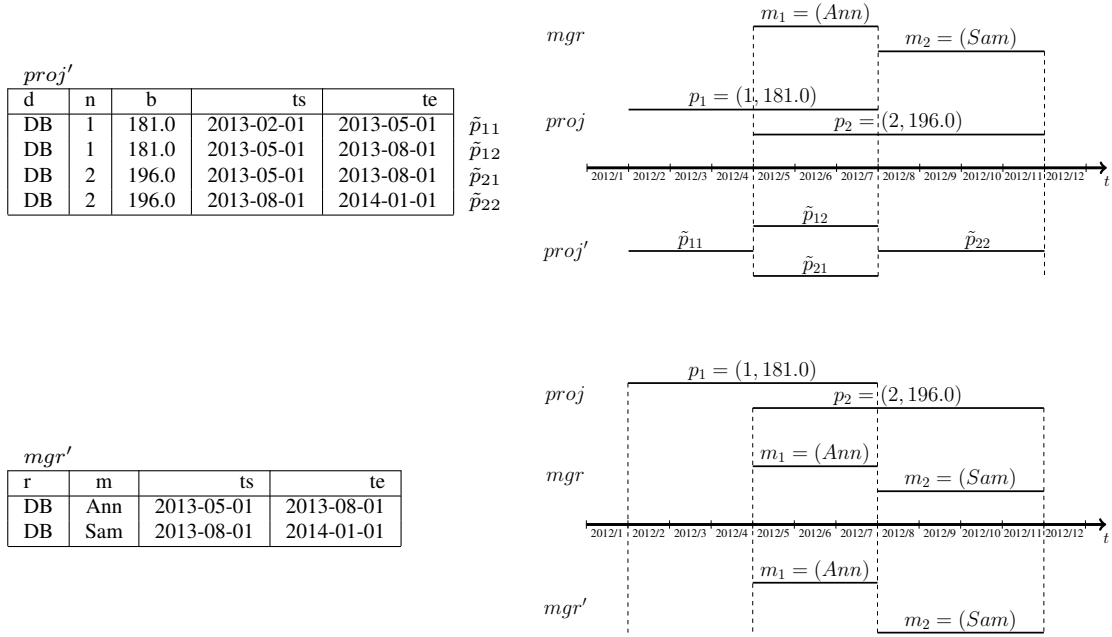 proj′
d n b ts te
DB 1 181.0 2013-02-01 2013-05-01 p̃₁₁
DB 1 181.0 2013-05-01 2013-08-01 p̃₁₂
DB 2 196.0 2013-05-01 2013-08-01 p̃₂₁
DB 2 196.0 2013-08-01 2014-01-01 p̃₂₂
m₁ = (Ann)
mgr
m₂ = (Sam)
p₁ = (1, 181.0)
proj
p₂ = (2, 196.0)
2012/1 2012/2 2012/3 2012/4 2012/5 2012/6 2012/7 2012/8 2012/9 2012/10 2012/11 2012/12
t
p̃₁₂
proj′ p̃₁₁ p̃₂₂
p̃₂₁
mgr′
r m ts te
DB Ann 2013-05-01 2013-08-01
DB Sam 2013-08-01 2014-01-01
p₁ = (1, 181.0)
proj
p₂ = (2, 196.0)
m₁ = (Ann)
mgr
m₂ = (Sam)
2012/1 2012/2 2012/3 2012/4 2012/5 2012/6 2012/7 2012/8 2012/9 2012/10 2012/11 2012/12
t
m₁ = (Ann)
mgr′
m₂ = (Sam)